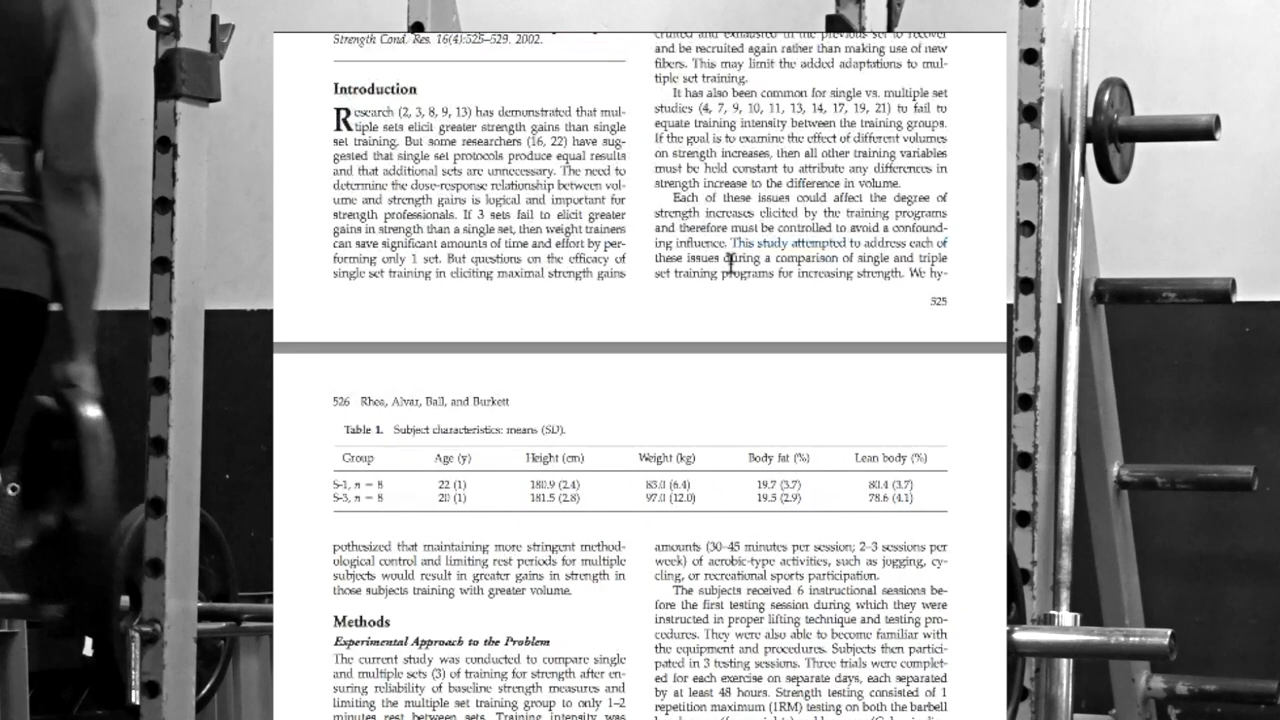 Strength Cond. Res. 16(4):525–529. 2002.
Introduction
Research (2, 3, 8, 9, 13) has demonstrated that mul-
tiple sets elicit greater strength gains than single
set training. But some researchers (16, 22) have sug-
gested that single set protocols produce equal results
and that additional sets are unnecessary. The need to
determine the dose-response relationship between vol-
ume and strength gains is logical and important for
strength professionals. If 3 sets fail to elicit greater
gains in strength than a single set, then weight trainers
can save significant amounts of time and effort by per-
forming only 1 set. But questions on the efficacy of
single set training in eliciting maximal strength gains
cruited and exhausted in the previous set to recover
and be recruited again rather than making use of new
fibers. This may limit the added adaptations to mul-
tiple set training.
It has also been common for single vs. multiple set
studies (4, 7, 9, 10, 11, 13, 14, 17, 19, 21) to fail to
equate training intensity between the training groups.
If the goal is to examine the effect of different volumes
on strength increases, then all other training variables
must be held constant to attribute any differences in
strength increase to the difference in volume.
Each of these issues could affect the degree of
strength increases elicited by the training programs
and therefore must be controlled to avoid a confound-
ing influence. This study attempted to address each of
these issues during a comparison of single and triple
set training programs for increasing strength. We hy-
525
526 Rhea, Alvar, Ball, and Burkett
Table 1. Subject characteristics: means (SD).
Group Age (y) Height (cm) Weight (kg) Body fat (%) Lean body (%)
S-1, n = 8 22 (1) 180.9 (2.4) 83.0 (6.4) 19.7 (3.7) 80.4 (3.7)
S-3, n = 8 20 (1) 181.5 (2.8) 97.0 (12.0) 19.5 (2.9) 78.6 (4.1)
pothesized that maintaining more stringent method-
ological control and limiting rest periods for multiple
subjects would result in greater gains in strength in
those subjects training with greater volume.
Methods
Experimental Approach to the Problem
The current study was conducted to compare single
and multiple sets (3) of training for strength after en-
suring reliability of baseline strength measures and
limiting the multiple set training group to only 1–2
minutes rest between sets. Training intensity was
amounts (30–45 minutes per session; 2–3 sessions per
week) of aerobic-type activities, such as jogging, cy-
cling, or recreational sports participation.
The subjects received 6 instructional sessions be-
fore the first testing session during which they were
instructed in proper lifting technique and testing pro-
cedures. They were also able to become familiar with
the equipment and procedures. Subjects then partici-
pated in 3 testing sessions. Three trials were complet-
ed for each exercise on separate days, each separated
by at least 48 hours. Strength testing consisted of 1
repetition maximum (1RM) testing on both the barbell